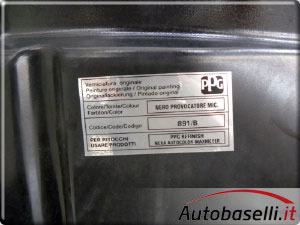 Verniciatura originale
Peinture originale / Original painting
Originallackierung / Pintado original
PPG
Colore/Teinte/Colour
Farbton/Color
NERO PROVOCATORE MIC.
Codice/Code/Codigo
891/B
PER RITOCCHI
USARE PRODOTTI
PPG REFINISH
NEXA AUTOCOLOR MAXMEYER
Autobaselli.it